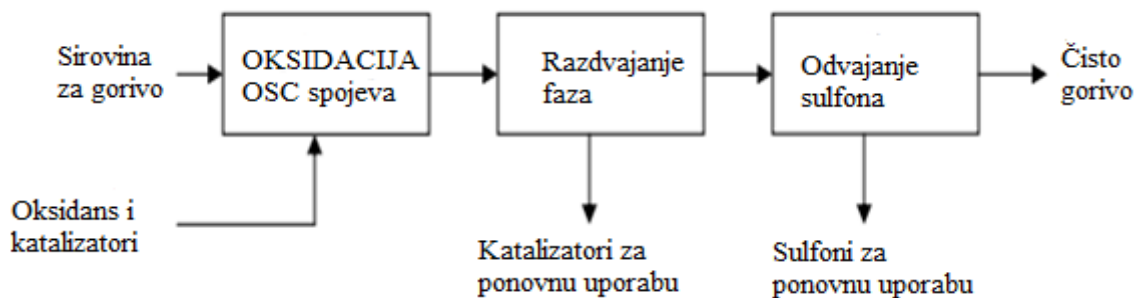 Sirovina
za gorivo
OKSIDACIJA
OSC spojeva
Razdvajanje
faza
Odvajanje
sulfona
Čisto
gorivo
Oksidans i
katalizatori
Katalizatori za
ponovnu uporabu
Sulfoni za
ponovnu uporabu